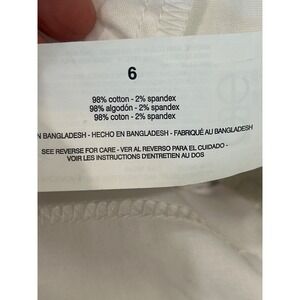 6
98% cotton - 2% spandex
98% algodón - 2% spandex
98% coton - 2% spandex
N BANGLADESH - HECHO EN BANGLADESH - FABRIQUÉ AU BANGLADESH
SEE REVERSE FOR CARE - VER AL REVERSO PARA EL CUIDADO -
VOIR LES INSTRUCTIONS D'ENTRETIEN AU DOS